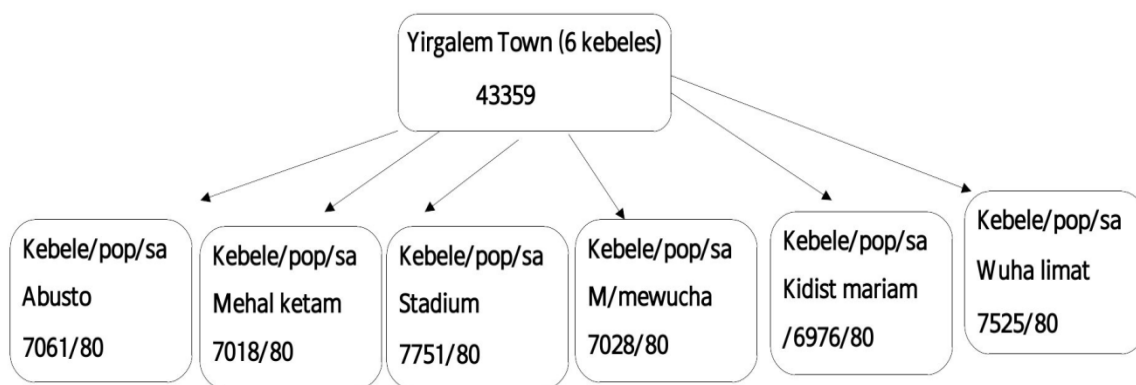 Yirgalem Town (6 kebeles)
43359
Kebele/pop/sa
Abusto
7061/80
Kebele/pop/sa
Mehal ketam
7018/80
Kebele/pop/sa
Stadium
7751/80
Kebele/pop/sa
M/mewucha
7028/80
Kebele/pop/sa
Kidist mariam
/6976/80
Kebele/pop/sa
Wuha limat
7525/80